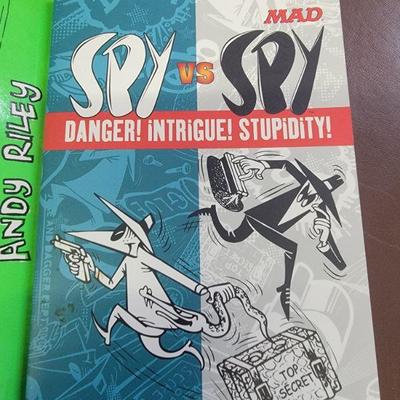 MAD
SPY vs SPY
DANGER! INTRIGUE! STUPIDITY!
TOP
SECRET
ANDY RILEY